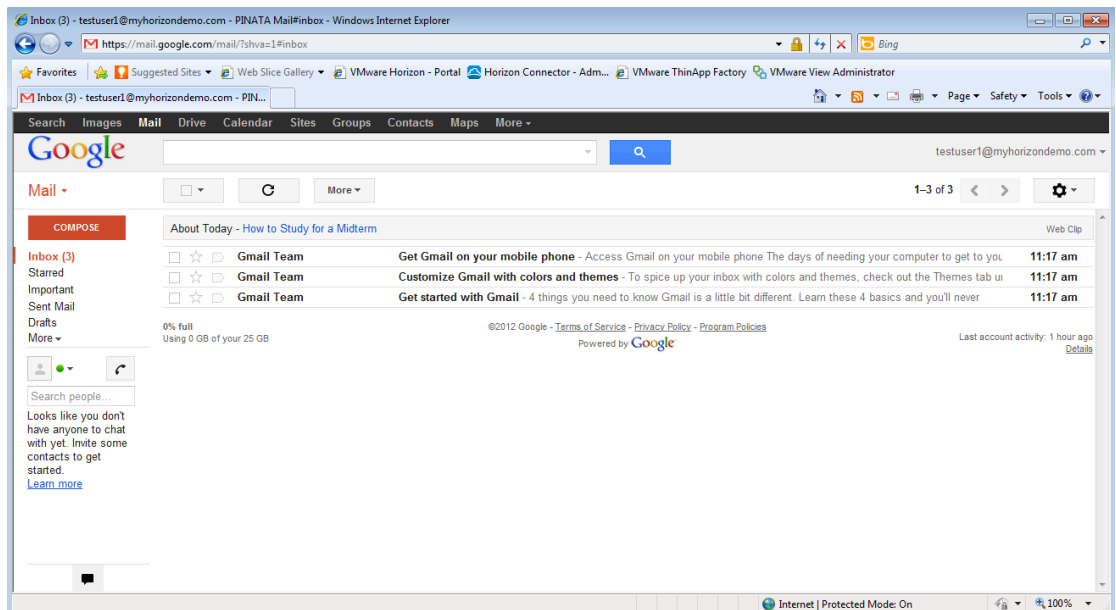 Inbox (3) - testuser1@myhorizondemo.com - PINATA Mail#inbox - Windows Internet Explorer
https://mail.google.com/mail/?shva=1#inbox
Bing
Favorites Suggested Sites Web Slice Gallery VMware Horizon - Portal Horizon Connector - Adm... VMware ThinApp Factory VMware View Administrator
Inbox (3) - testuser1@myhorizondemo.com - PIN... Page Safety Tools
Search Images Mail Drive Calendar Sites Groups Contacts Maps More
Google testuser1@myhorizondemo.com
Mail More 1–3 of 3
COMPOSE
About Today - How to Study for a Midterm Web Clip
Inbox (3)
Starred
Important
Sent Mail
Drafts
More
Gmail Team Get Gmail on your mobile phone - Access Gmail on your mobile phone The days of needing your computer to get to you 11:17 am
Gmail Team Customize Gmail with colors and themes - To spice up your inbox with colors and themes, check out the Themes tab 11:17 am
Gmail Team Get started with Gmail - 4 things you need to know Gmail is a little bit different. Learn these 4 basics and you'll never 11:17 am
0% full
Using 0 GB of your 25 GB
©2012 Google - Terms of Service - Privacy Policy - Program Policies
Powered by Google
Last account activity: 1 hour ago
Details
Search people...
Looks like you don't
have anyone to chat
with yet. Invite some
contacts to get
started.
Learn more
Internet | Protected Mode: On 100%